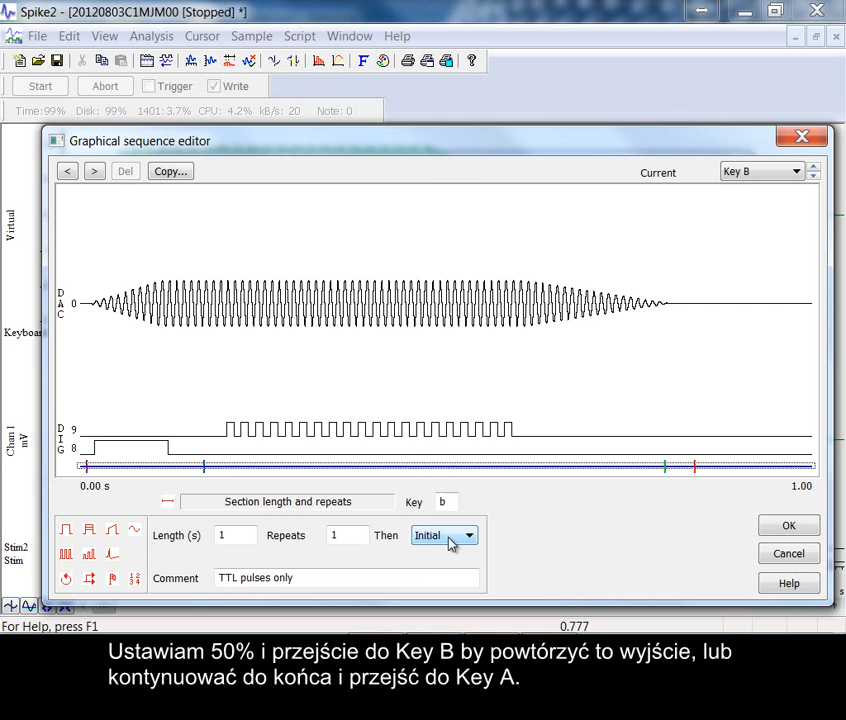 Spike2 - [20120803C1MJM00 [Stopped] *]
File Edit View Analysis Cursor Sample Script Window Help
Start Abort Trigger Write
Time:99% Disk: 99% 1401:3.7% CPU: 4.2% kB/s: 20 Note: 0
Graphical sequence editor
< > Del Copy... Current Key B
Virtual
DAC 0
Keyboar
Chan 1
mV
DIG 9
8
0.00 s 1.00
Section length and repeats Key b
Length (s) 1 Repeats 1 Then Initial OK
Cancel
Stim2
Stim
Comment TTL pulses only Help
For Help, press F1 0.777
Ustawiam 50% i przejście do Key B by powtórzyć to wyjście, lub
kontynuować do końca i przejść do Key A.